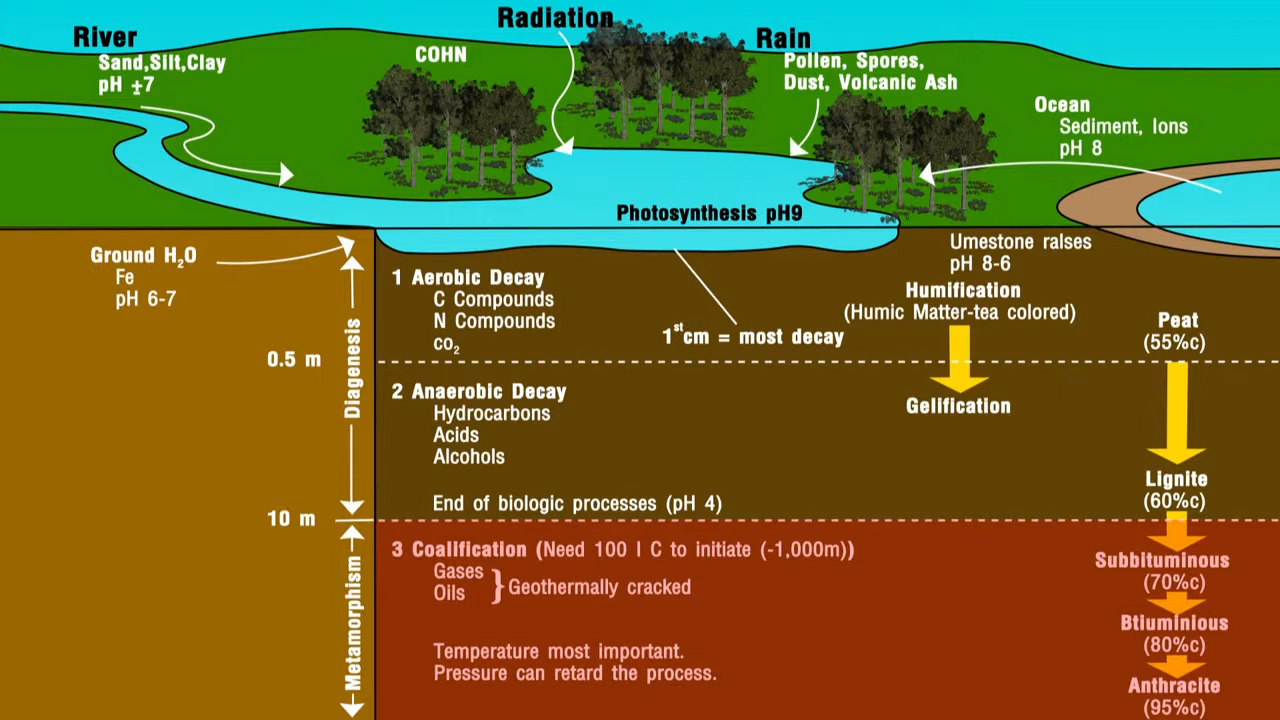 Radiation
River
Sand,Silt,Clay
pH ±7
COHN
Rain
Pollen, Spores,
Dust, Volcanic Ash
Ocean
Sediment, Ions
pH 8
Photosynthesis pH9
Ground H₂O
Fe
pH 6-7
Umestone ralses
pH 8-6
Humification
(Humic Matter-tea colored)
Gelification
1 Aerobic Decay
C Compounds
N Compounds
co₂
1ˢᵗcm = most decay
0.5 m
Diagenesis
2 Anaerobic Decay
Hydrocarbons
Acids
Alcohols
End of biologic processes (pH 4)
10 m
Metamorphism
3 Coalification (Need 100 I C to initiate (-1,000m))
Gases
Oils
Geothermally cracked
Temperature most important.
Pressure can retard the process.
Peat
(55%c)
Lignite
(60%c)
Subbituminous
(70%c)
Btiuminious
(80%c)
Anthracite
(95%c)